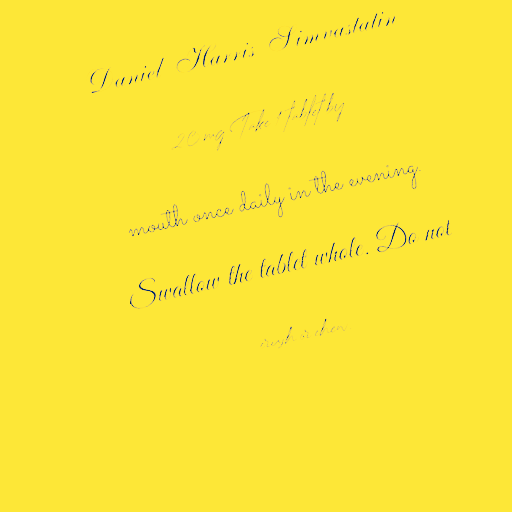 Daniel Harris Simvastatin
20 mg Take 1 tablet by
mouth once daily in the evening.
Swallow the tablet whole. Do not
crush or chew.